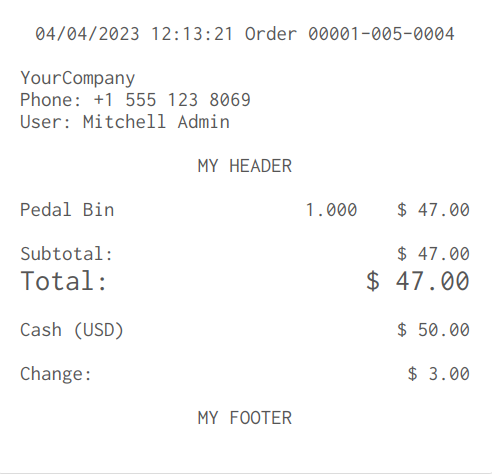 04/04/2023 12:13:21 Order 00001-005-0004
YourCompany
Phone: +1 555 123 8069
User: Mitchell Admin
MY HEADER
Pedal Bin 1.000 $ 47.00
Subtotal: $ 47.00
Total: $ 47.00
Cash (USD) $ 50.00
Change: $ 3.00
MY FOOTER